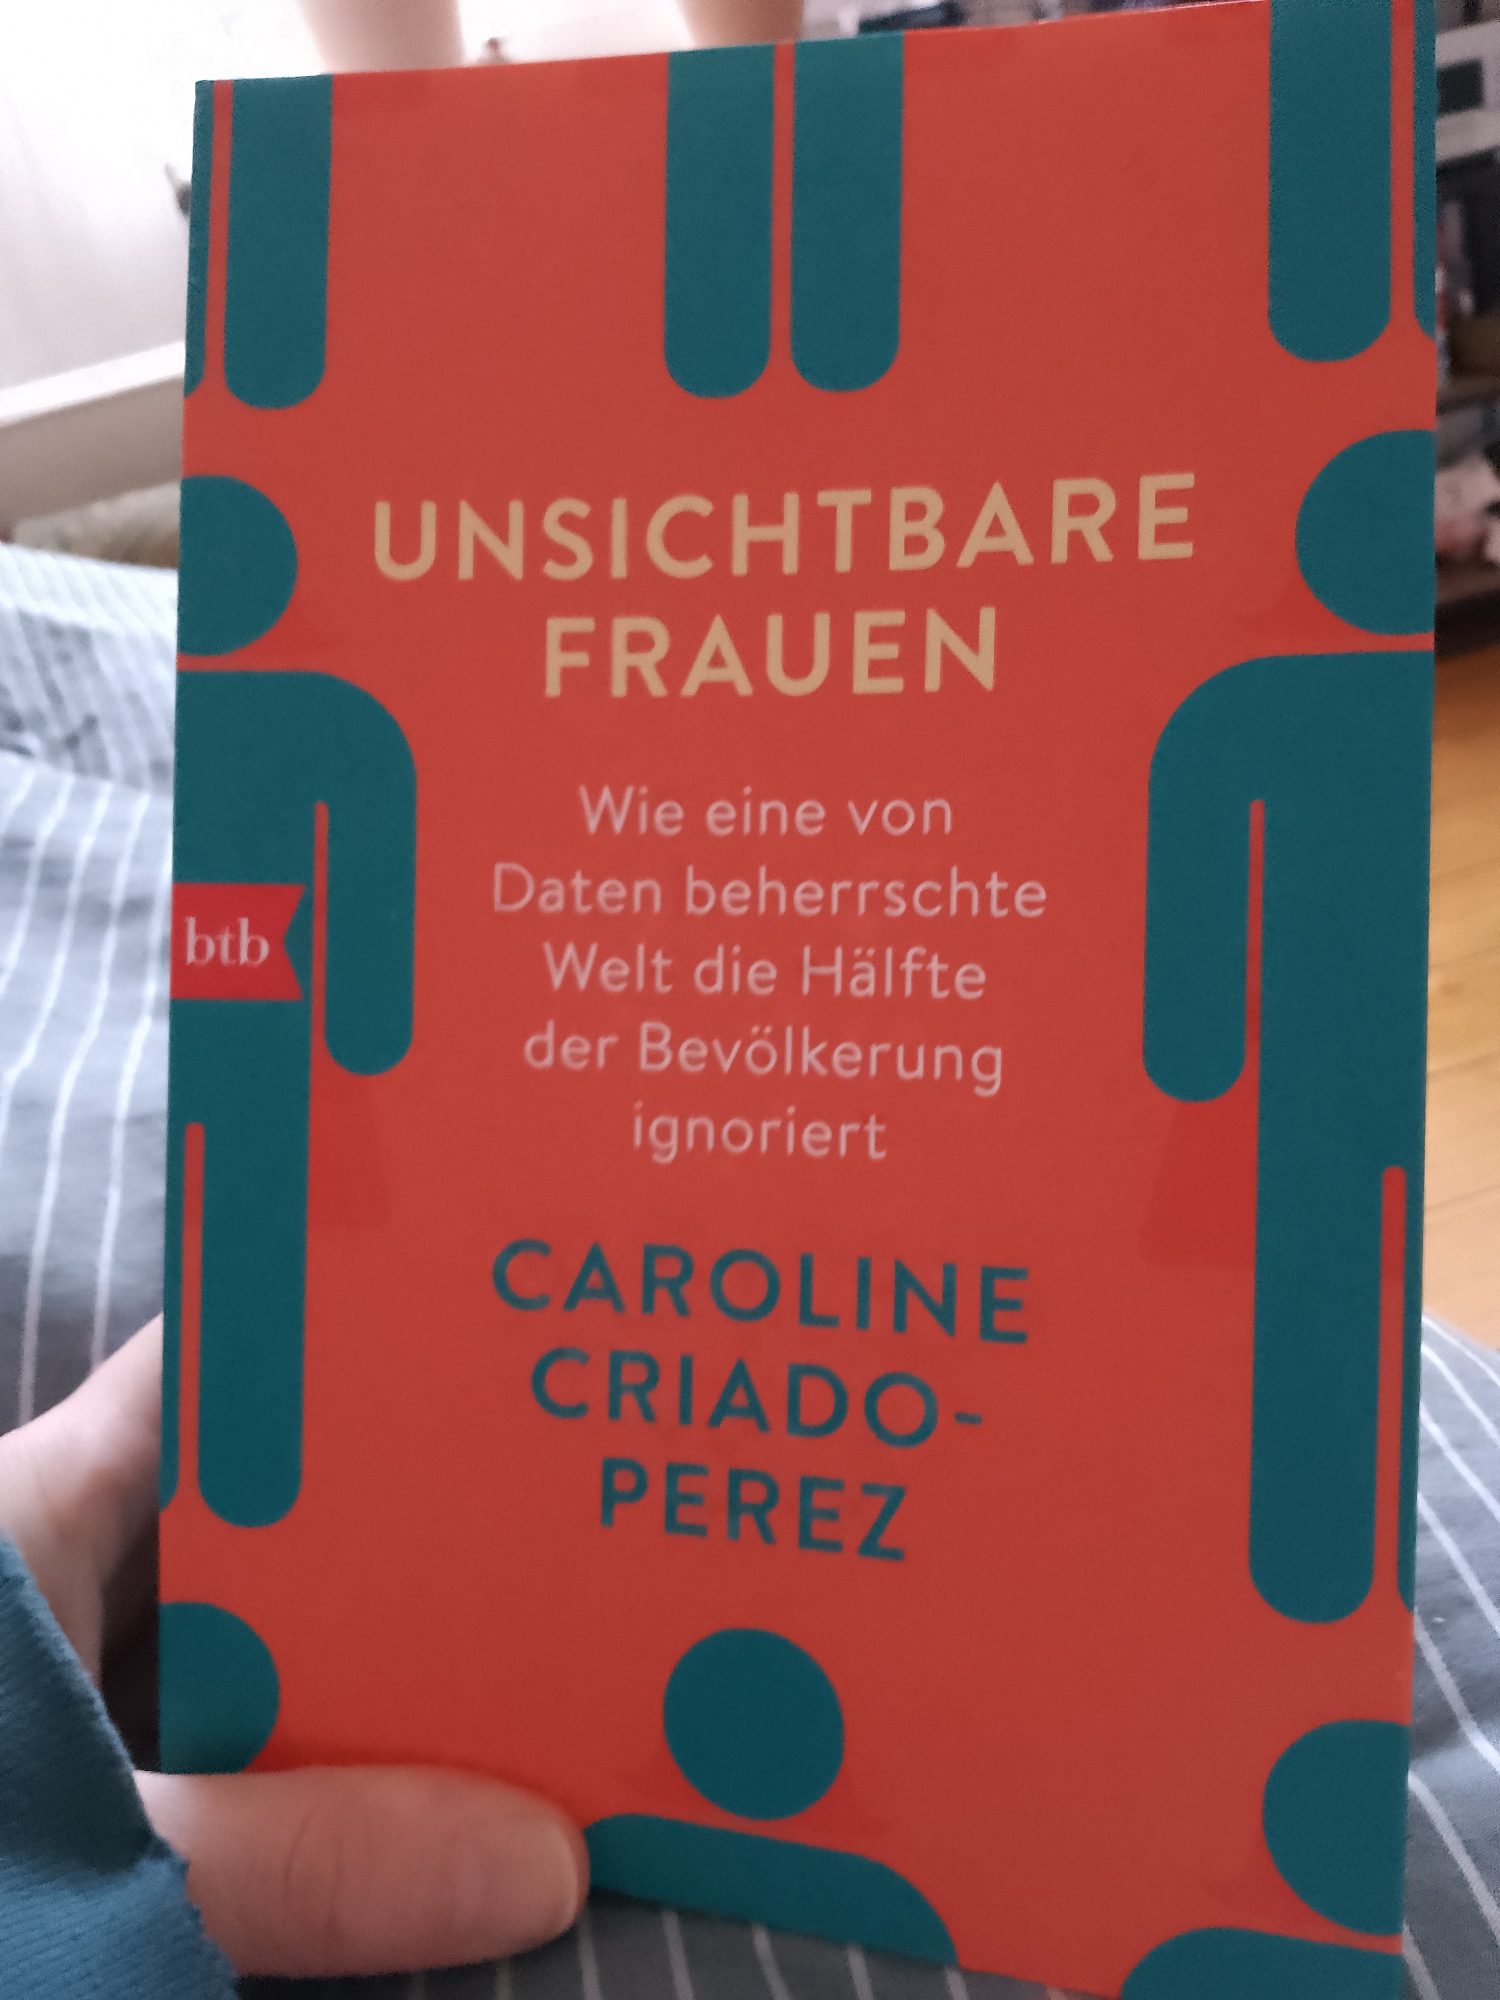 UNSICHTBARE
FRAUEN
Wie eine von
Daten beherrschte
Welt die Hälfte
der Bevölkerung
ignoriert
btb
CAROLINE
CRIADO-
PEREZ